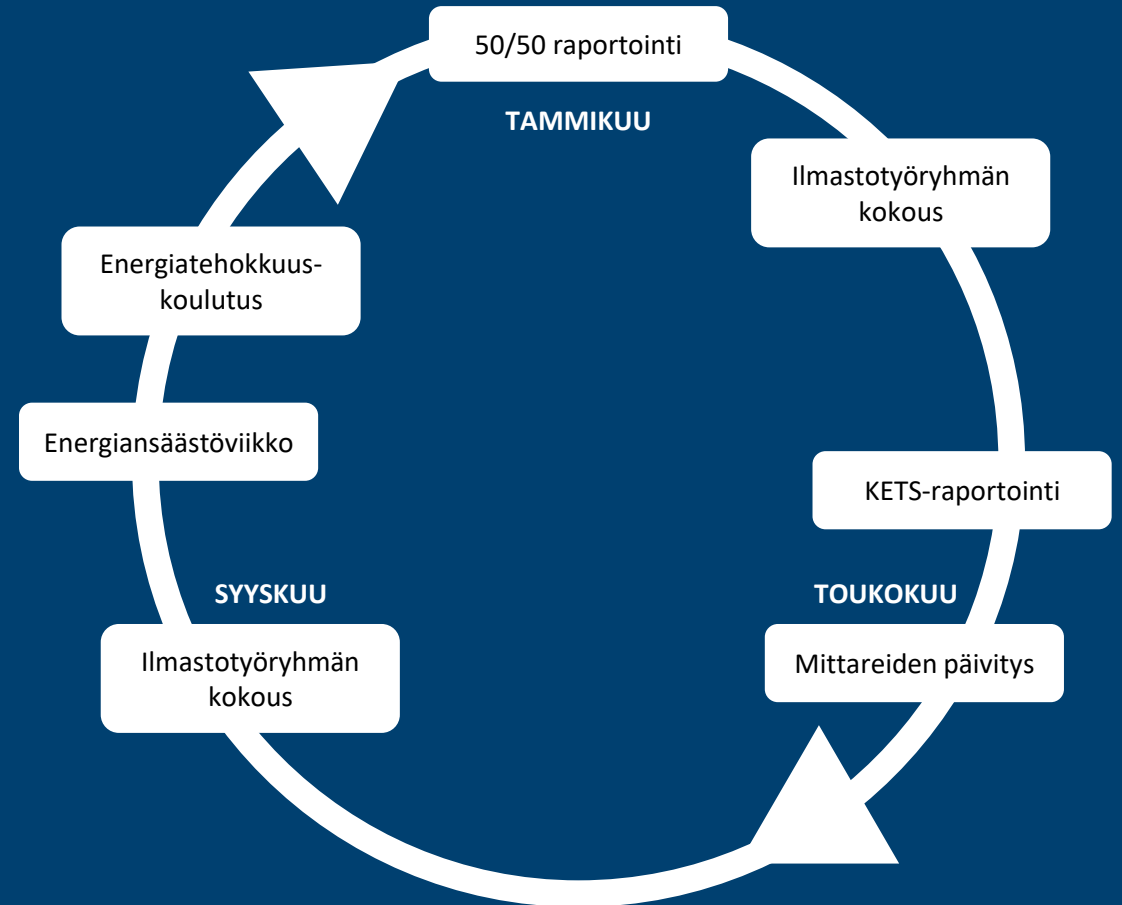 50/50 raportointi
TAMMIKUU
Ilmastotyöryhmän
kokous
KETS-raportointi
TOUKOKUU
Mittareiden päivitys
SYYSKUU
Ilmastotyöryhmän
kokous
Energiansäästöviikko
Energiatehokkuus-
koulutus